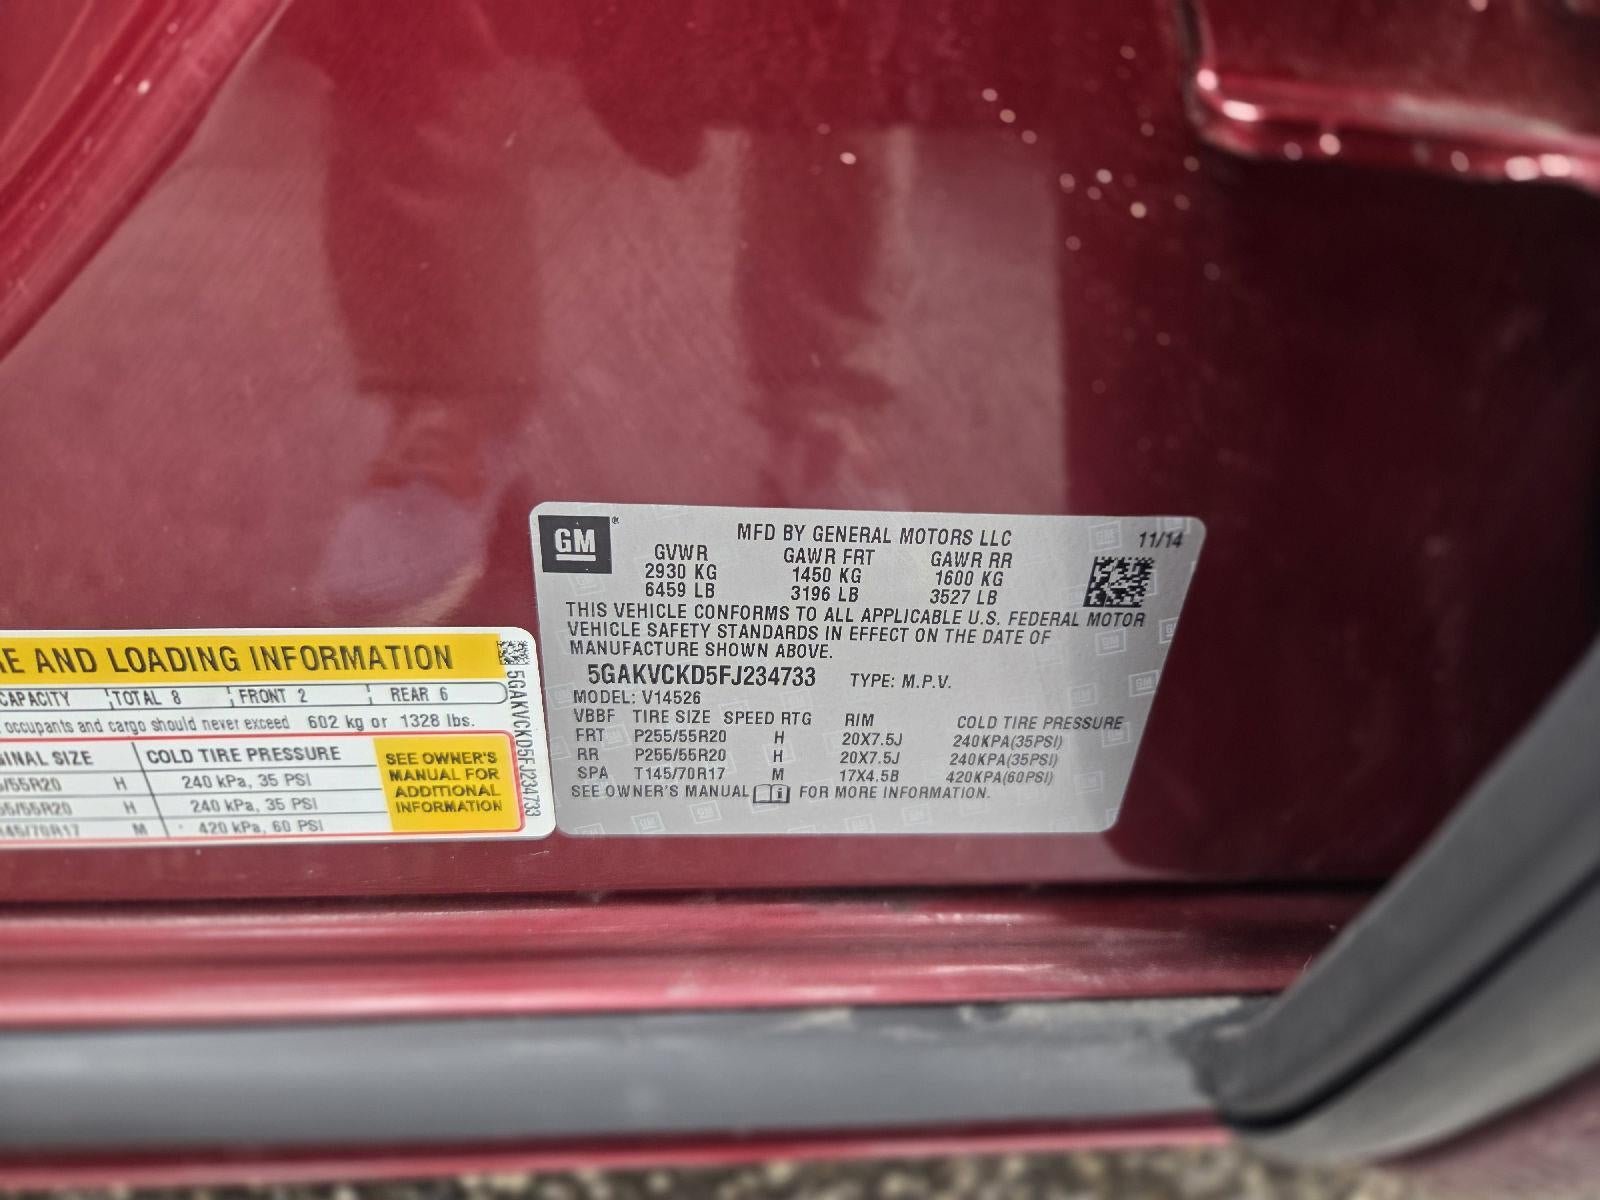 GM
MFD BY GENERAL MOTORS LLC 11/14
GVWR GAWR FRT GAWR RR
2930 KG 1450 KG 1600 KG
6459 LB 3196 LB 3527 LB
THIS VEHICLE CONFORMS TO ALL APPLICABLE U.S. FEDERAL MOTOR
VEHICLE SAFETY STANDARDS IN EFFECT ON THE DATE OF
MANUFACTURE SHOWN ABOVE.
5GAKVCKD5FJ234733 TYPE: M.P.V.
MODEL: V14526
VBBF TIRE SIZE SPEED RTG RIM COLD TIRE PRESSURE
FRT P255/55R20 H 20X7.5J 240KPA(35PSI)
RR P255/55R20 H 20X7.5J 240KPA(35PSI)
SPA T145/70R17 M 17X4.5B 420KPA(60PSI)
SEE OWNER'S MANUAL FOR MORE INFORMATION.
AND LOADING INFORMATION
CAPACITY TOTAL 8 FRONT 2 REAR 6
occupants and cargo should never exceed 602 kg or 1328 lbs.
SIZE COLD TIRE PRESSURE
/55R20 H 240 kPa, 35 PSI
55/55R20 H 240 kPa, 35 PSI
145/70R17 M 420 kPa, 60 PSI
SEE OWNER'S
MANUAL FOR
ADDITIONAL
INFORMATION
5GAKVCKD5FJ234733